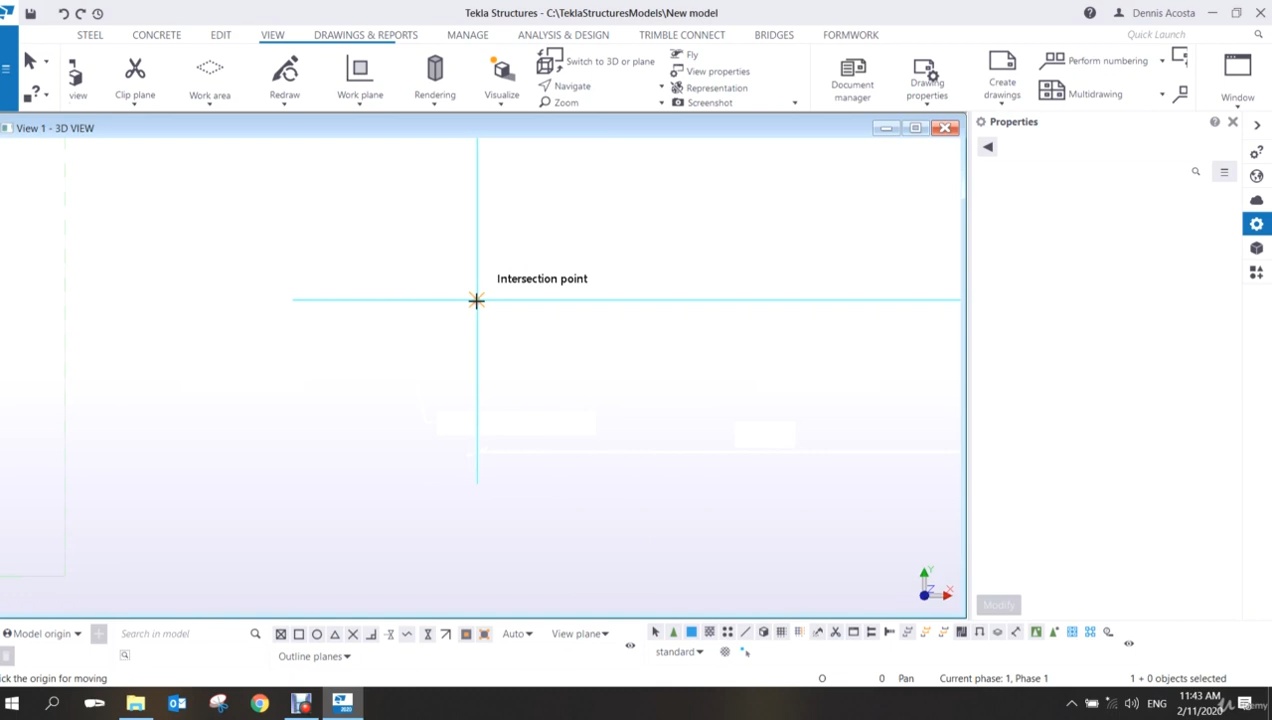 Tekla Structures - C:\TeklaStructuresModels\New model
Dennis Acosta
STEEL CONCRETE EDIT VIEW DRAWINGS & REPORTS MANAGE ANALYSIS & DESIGN TRIMBLE CONNECT BRIDGES FORMWORK Quick Launch
view
Clip plane
Work area
Redraw
Work plane
Rendering
Visualize
Switch to 3D or plane
Navigate
Zoom
Fly
View properties
Representation
Screenshot
Document
manager
Drawing
properties
Create
drawings
Perform numbering
Multidrawing
Window
View 1 - 3D VIEW
Properties
Intersection point
Y
X
Z
Modify
Model origin
Search in model
Auto
View plane
Outline planes
standard
ick the origin for moving
O 0 Pan Current phase: 1, Phase 1 1 + 0 objects selected
ENG
11:43 AM
2/11/2020
2020
Udemy